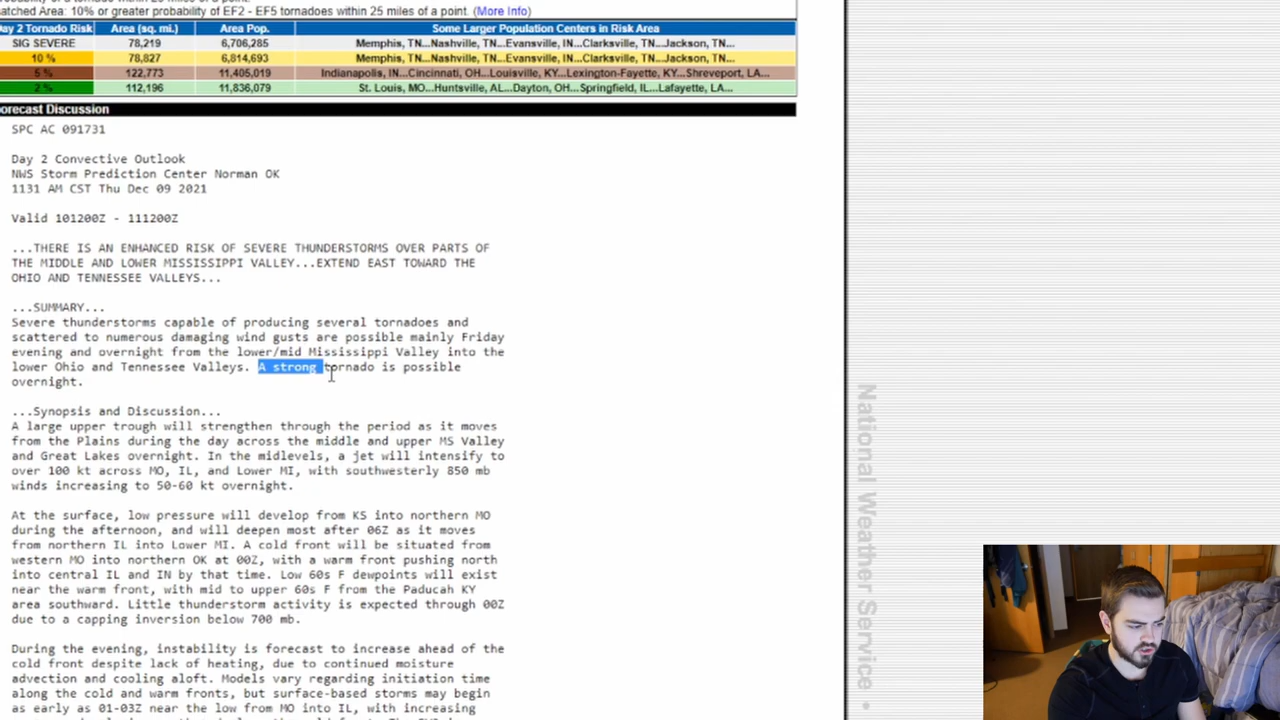 atched Area: 10% or greater probability of EF2 - EF5 tornadoes within 25 miles of a point. (More Info)
Day 2 Tornado Risk Area (sq. mi.) Area Pop. Some Larger Population Centers in Risk Area
SIG SEVERE 78,219 6,706,285 Memphis, TN...Nashville, TN...Evansville, IN...Clarksville, TN...Jackson, TN...
10 % 78,827 6,814,693 Memphis, TN...Nashville, TN...Evansville, IN...Clarksville, TN...Jackson, TN...
5 % 122,773 11,405,019 Indianapolis, IN...Cincinnati, OH...Louisville, KY...Lexington-Fayette, KY...Shreveport, LA...
2 % 112,196 11,836,079 St. Louis, MO...Huntsville, AL...Dayton, OH...Springfield, IL...Lafayette, LA...
orecast Discussion
SPC AC 091731
Day 2 Convective Outlook
NWS Storm Prediction Center Norman OK
1131 AM CST Thu Dec 09 2021
Valid 101200Z - 111200Z
...THERE IS AN ENHANCED RISK OF SEVERE THUNDERSTORMS OVER PARTS OF
THE MIDDLE AND LOWER MISSISSIPPI VALLEY...EXTEND EAST TOWARD THE
OHIO AND TENNESSEE VALLEYS...
...SUMMARY...
Severe thunderstorms capable of producing several tornadoes and
scattered to numerous damaging wind gusts are possible mainly Friday
evening and overnight from the lower/mid Mississippi Valley into the
lower Ohio and Tennessee Valleys. A strong tornado is possible
overnight.
...Synopsis and Discussion...
A large upper trough will strengthen through the period as it moves
from the Plains during the day across the middle and upper MS Valley
and Great Lakes overnight. In the midlevels, a jet will intensify to
over 100 kt across MO, IL, and Lower MI, with southwesterly 850 mb
winds increasing to 50-60 kt overnight.
At the surface, low pressure will develop from KS into northern MO
during the afternoon, and will deepen most after 06Z as it moves
from northern IL into Lower MI. A cold front will be situated from
western MO into northern OK at 00Z, with a warm front pushing north
into central IL and IN by that time. Low 60s F dewpoints will exist
near the warm front, with mid to upper 60s F from the Paducah KY
area southward. Little thunderstorm activity is expected through 00Z
due to a capping inversion below 700 mb.
During the evening, instability is forecast to increase ahead of the
cold front despite lack of heating, due to continued moisture
advection and cooling aloft. Models vary regarding initiation time
along the cold and warm fronts, but surface-based storms may begin
as early as 01-03Z near the low from MO into IL, with increasing
National Weather Service